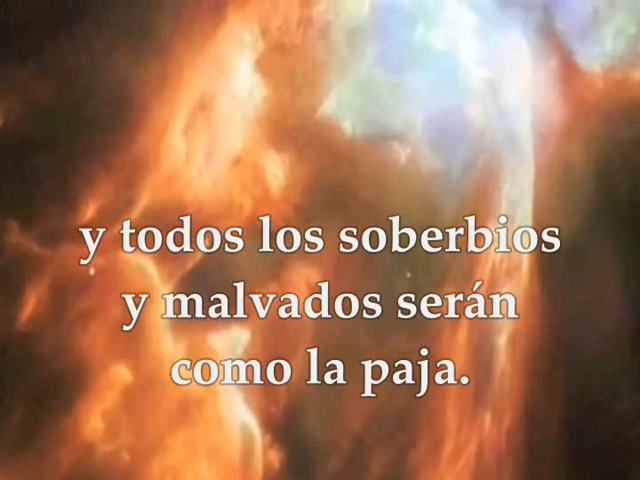 y todos los soberbios
y malvados serán
como la paja.